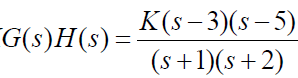 G(s)H(s) = K(s−3)(s−5) / (s+1)(s+2)